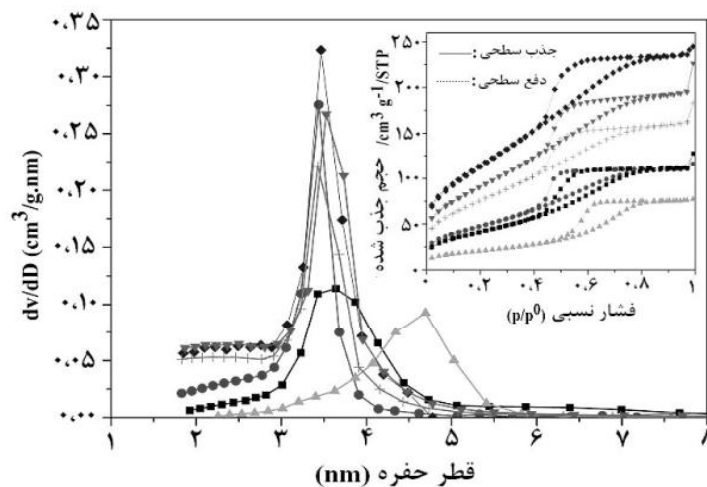 ۰٫۳۵
۰٫۳۰
۰٫۲۵
۰٫۲۰
۰٫۱۵
۰٫۱۰
۰٫۰۵
۰٫۰۰
dv/dD (cm³/g.nm)
۱ ۲ ۳ ۴ ۵ ۶ ۷ ۸
قطر حفره (nm)
۲۵۰
۲۰۰
۱۵۰
۱۰۰
۵۰
۰
حجم جذب شده /cm³ g⁻¹/STP
جذب سطحی:
دفع سطحی:
۰ ۰٫۲ ۰٫۴ ۰٫۶ ۰٫۸ ۱
فشار نسبی (p/p⁰)